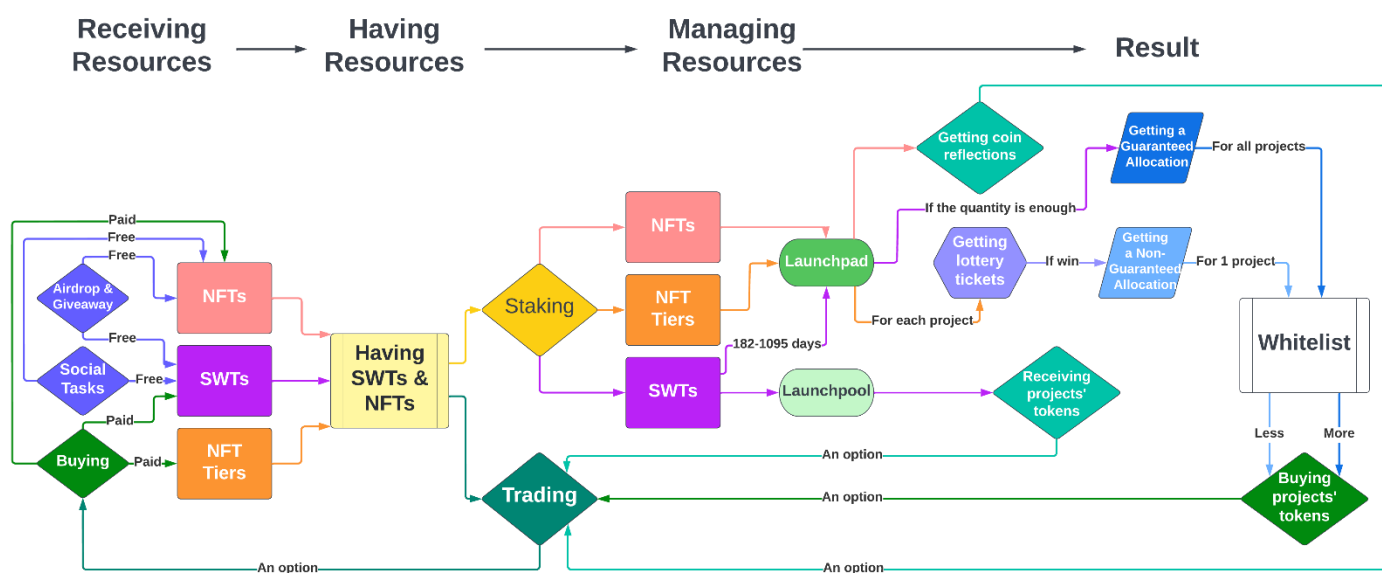 Receiving
Resources
Having
Resources
Managing
Resources
Result
Paid
Free
Free
Airdrop &
Giveaway
Free
Social
Tasks
Free
Paid
Buying
Paid
NFTs
SWTs
NFT
Tiers
Having
SWTs &
NFTs
Staking
Trading
An option
NFTs
NFT
Tiers
SWTs
182-1095 days
Launchpad
Launchpool
For each project
Getting coin
reflections
If the quantity is enough
Getting
lottery
tickets
If win
Getting a
Guaranteed
Allocation
For all projects
Getting
a Non-
Guaranteed
Allocation
For 1 project
Receiving
projects'
tokens
Whitelist
Less
More
Buying
projects'
tokens
An option
An option
An option